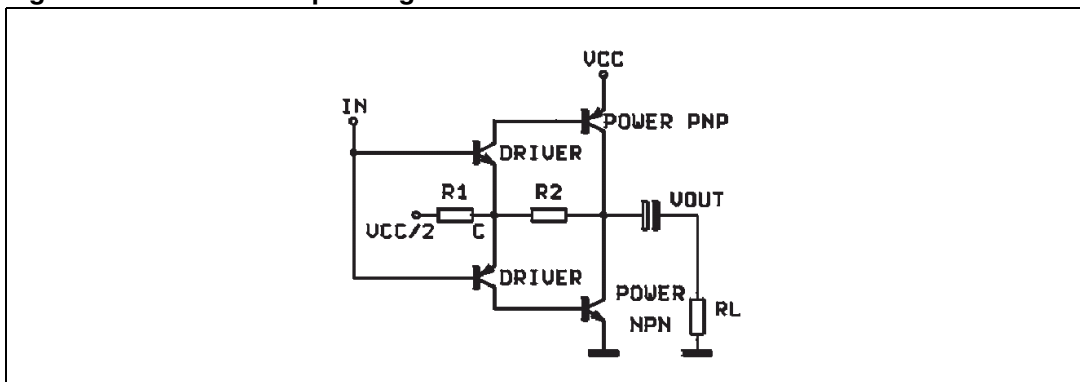 VCC
IN
POWER PNP
DRIVER
R1
R2
VOUT
VCC/2
C
DRIVER
POWER
NPN
RL